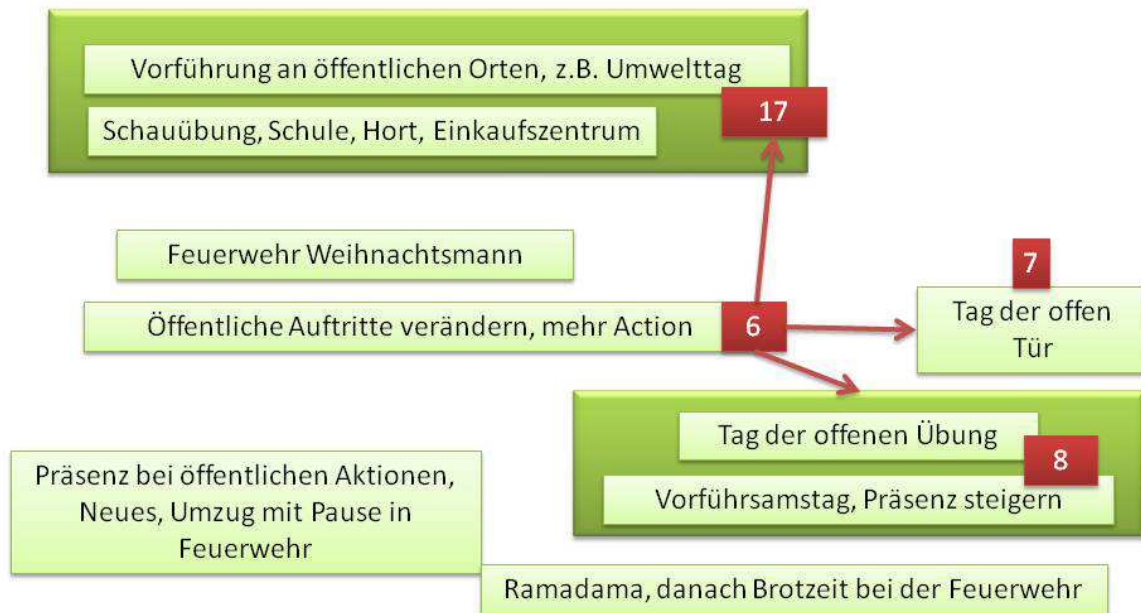 Vorführung an öffentlichen Orten, z.B. Umwelttag
17
Schauübung, Schule, Hort, Einkaufszentrum
Feuerwehr Weihnachtsmann
7
Öffentliche Auftritte verändern, mehr Action
6
Tag der offen
Tür
Tag der offenen Übung
8
Vorführsamstag, Präsenz steigern
Präsenz bei öffentlichen Aktionen,
Neues, Umzug mit Pause in
Feuerwehr
Ramadama, danach Brotzeit bei der Feuerwehr